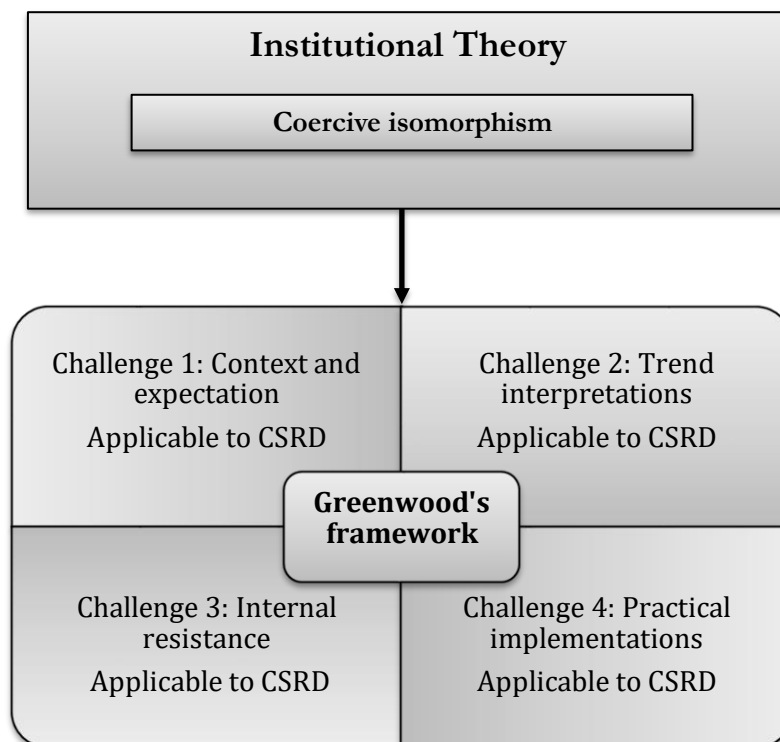 Institutional Theory
Coercive isomorphism
Challenge 1: Context and
expectation
Applicable to CSRD
Challenge 2: Trend
interpretations
Applicable to CSRD
Greenwood's
framework
Challenge 3: Internal
resistance
Applicable to CSRD
Challenge 4: Practical
implementations
Applicable to CSRD